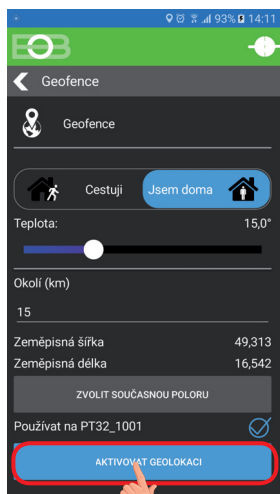 93% 14:11
EOB
Geofence
Geofence
Cestuji Jsem doma
Teplota: 15,0°
Okolí (km)
15
Zeměpisná šířka 49,313
Zeměpisná délka 16,542
ZVOLIT SOUČASNOU POLORU
Používat na PT32_1001
AKTIVOVAT GEOLOKACI